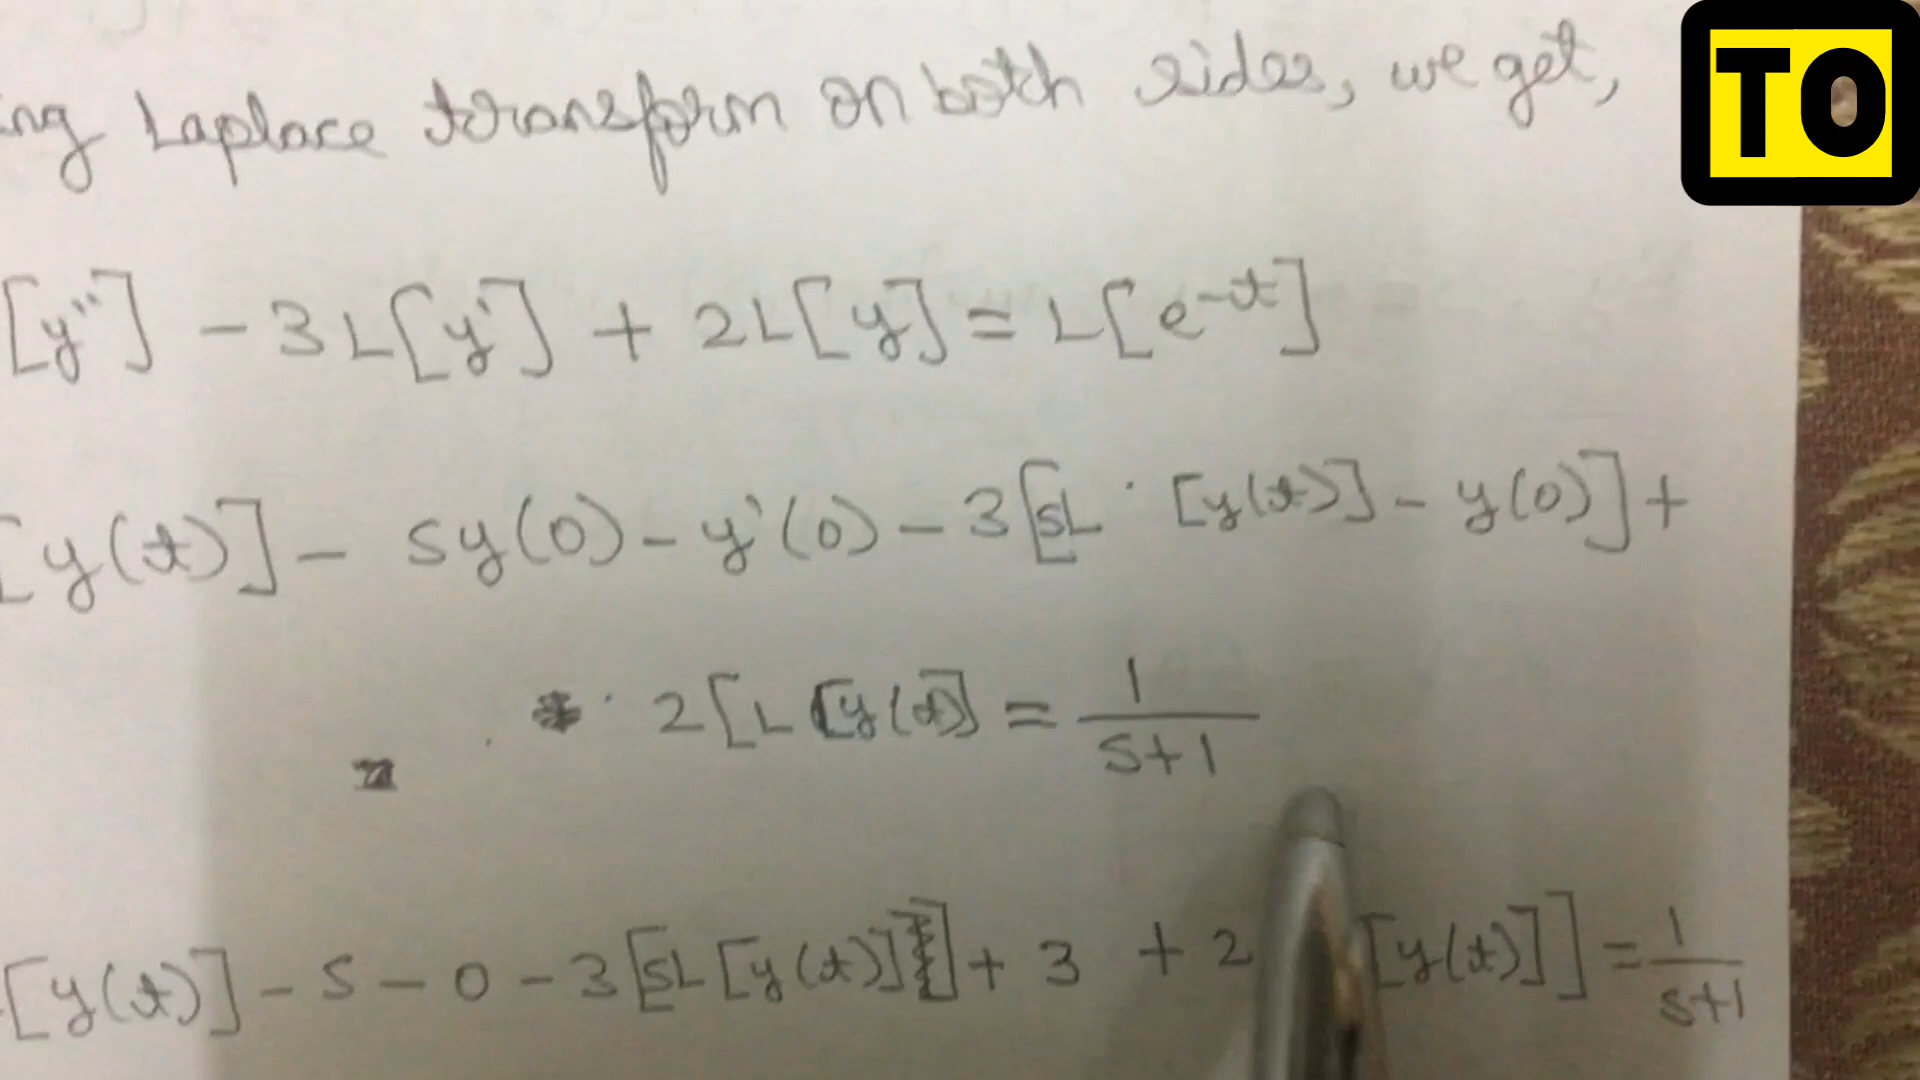 ng Laplace transform on both sides, we get,
TO
[y''] - 3L[y'] + 2L[y] = L[e^-t]
[y(t)] - sy(0) - y'(0) - 3[sL · [y(t)] - y(0)] +
2[L[y(t)] = 1/(s+1)
[y(t)] - s - 0 - 3[sL[y(t)]] + 3 + 2 [y(t)]] = 1/(s+1)